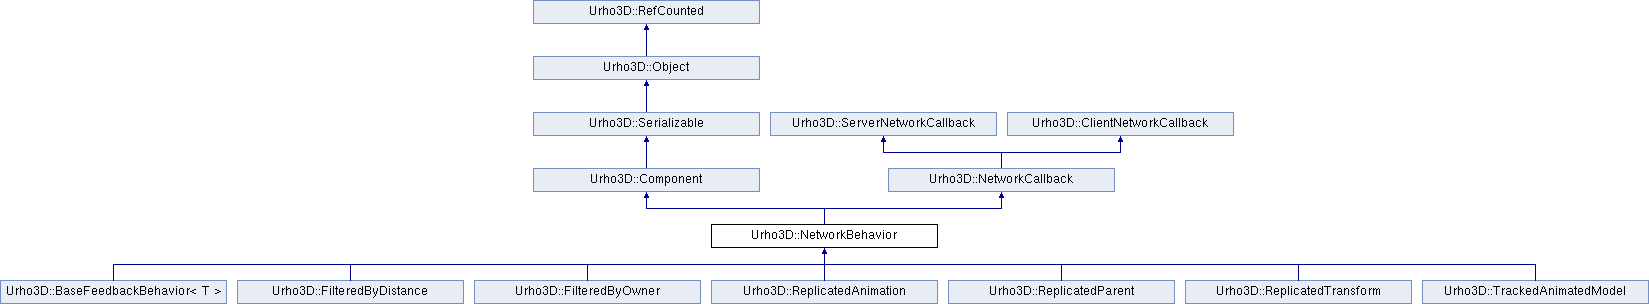 Urho3D::RefCounted
Urho3D::Object
Urho3D::Serializable
Urho3D::ServerNetworkCallback
Urho3D::ClientNetworkCallback
Urho3D::Component
Urho3D::NetworkCallback
Urho3D::NetworkBehavior
Urho3D::BaseFeedbackBehavior< T >
Urho3D::FilteredByDistance
Urho3D::FilteredByOwner
Urho3D::ReplicatedAnimation
Urho3D::ReplicatedParent
Urho3D::ReplicatedTransform
Urho3D::TrackedAnimatedModel